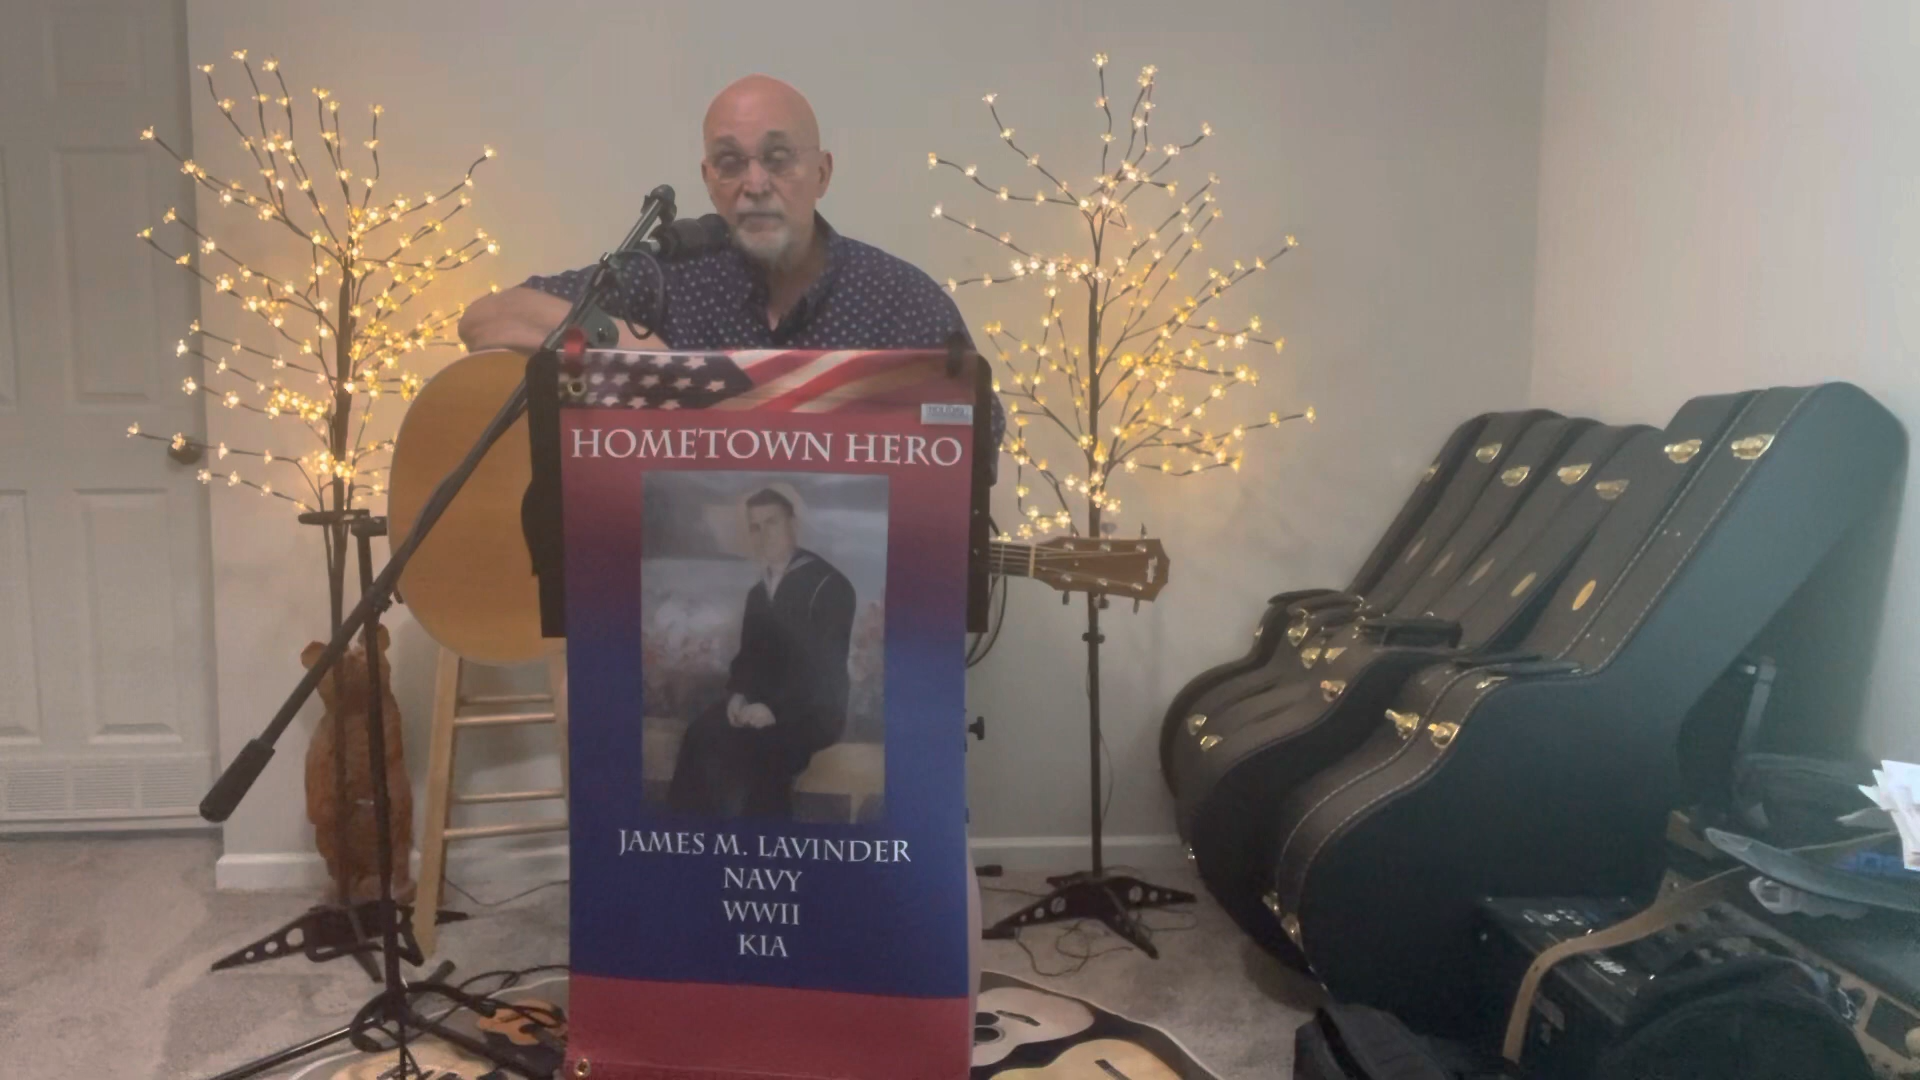 HOMETOWN HERO
JAMES M. LAVINDER
NAVY
WWII
KIA